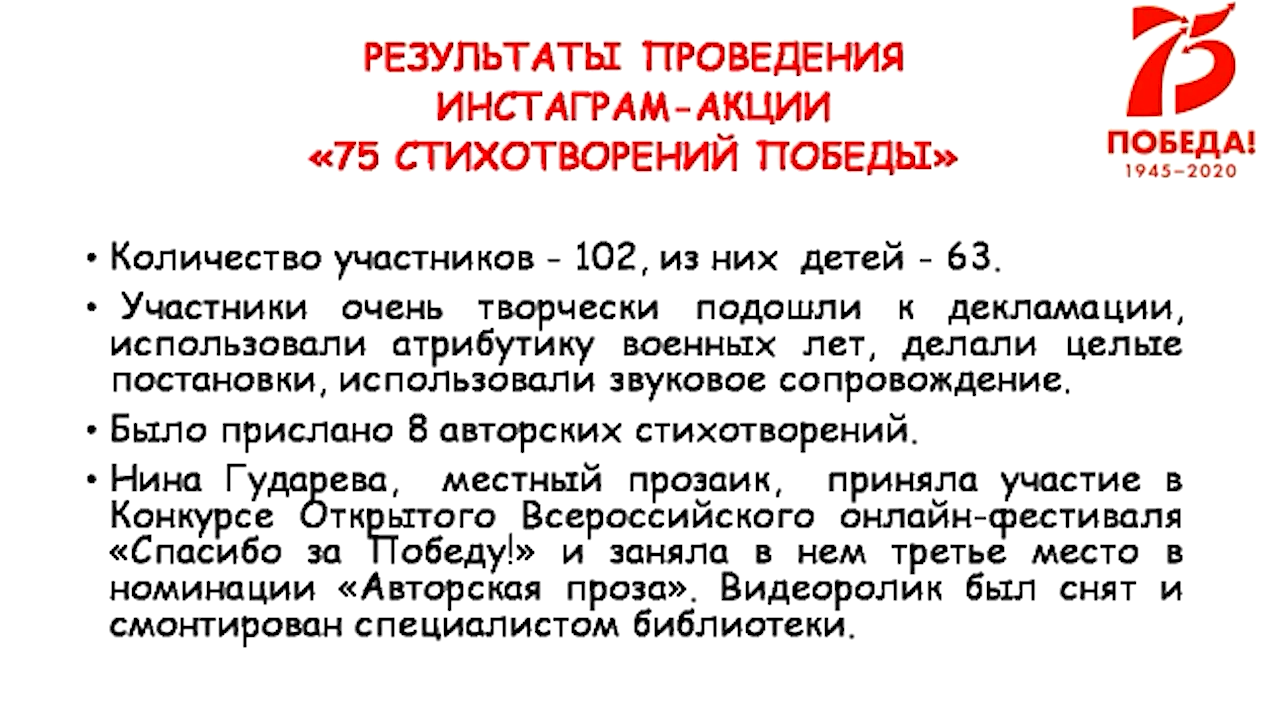 РЕЗУЛЬТАТЫ ПРОВЕДЕНИЯ
ИНСТАГРАМ-АКЦИИ
«75 СТИХОТВОРЕНИЙ ПОБЕДЫ»
75
ПОБЕДА!
1945–2020
• Количество участников - 102, из них детей - 63.
• Участники очень творчески подошли к декламации,
использовали атрибутику военных лет, делали целые
постановки, использовали звуковое сопровождение.
• Было прислано 8 авторских стихотворений.
• Нина Гударева, местный прозаик, приняла участие в
Конкурсе Открытого Всероссийского онлайн-фестиваля
«Спасибо за Победу!» и заняла в нем третье место в
номинации «Авторская проза». Видеоролик был снят и
смонтирован специалистом библиотеки.